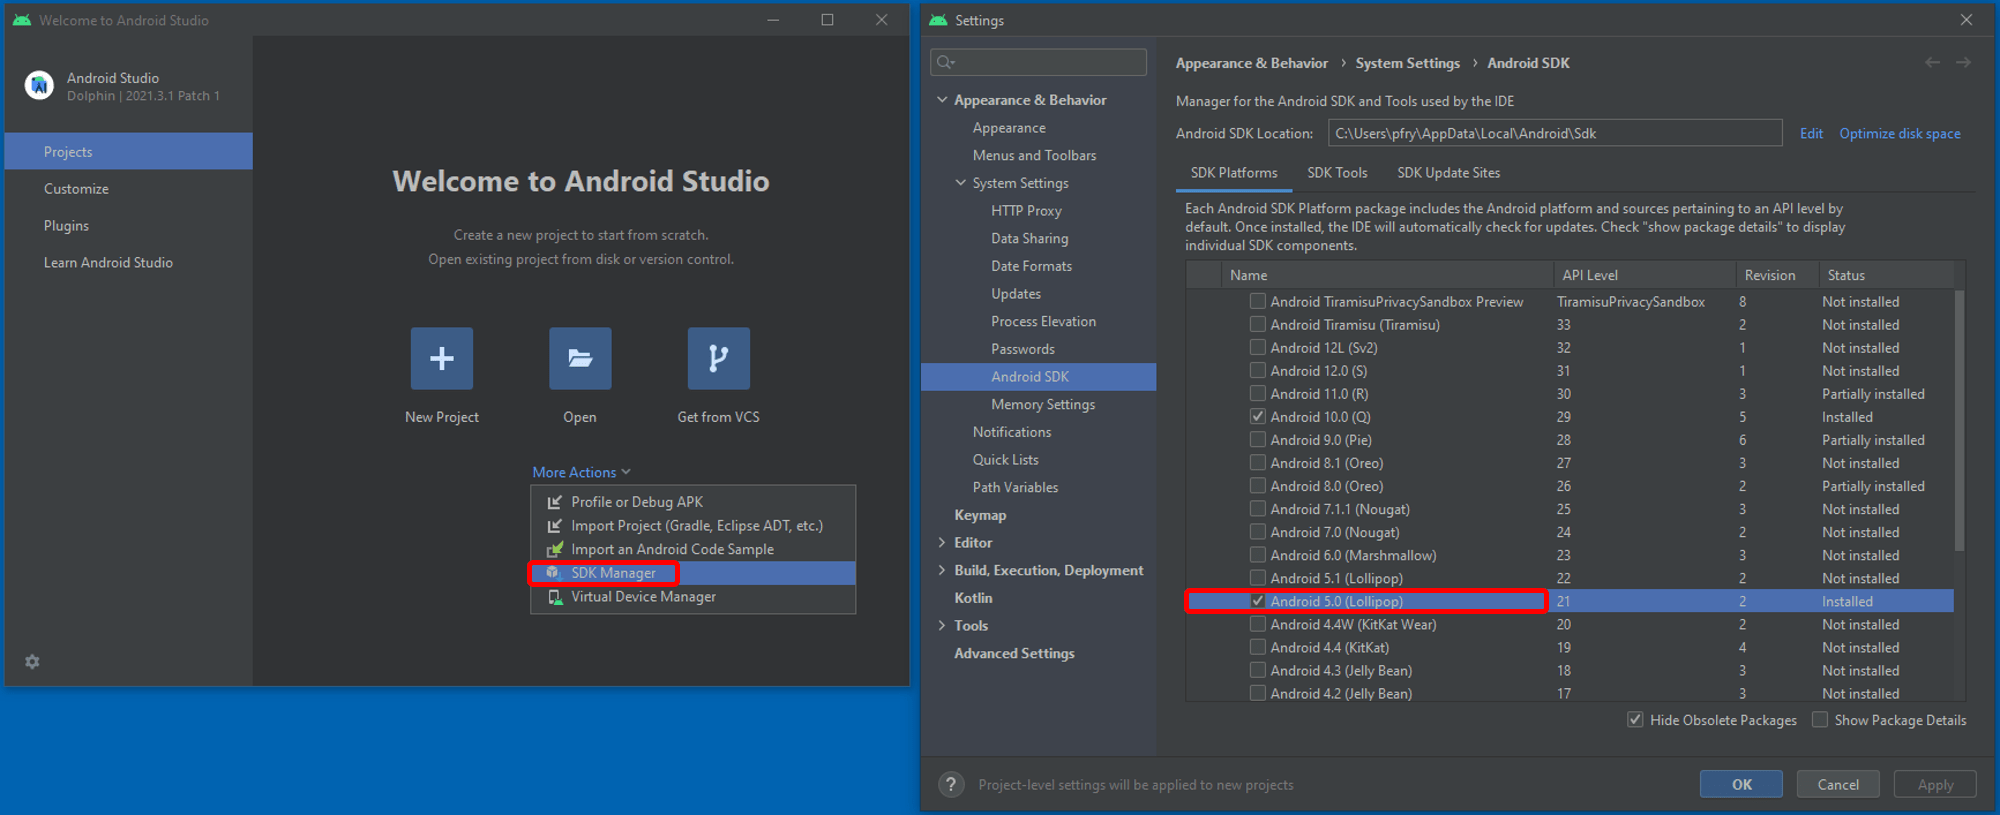 Welcome to Android Studio
Android Studio
Dolphin | 2021.3.1 Patch 1
Projects
Customize
Plugins
Learn Android Studio
Welcome to Android Studio
Create a new project to start from scratch.
Open existing project from disk or version control.
New Project Open Get from VCS
More Actions
Profile or Debug APK
Import Project (Gradle, Eclipse ADT, etc.)
Import an Android Code Sample
SDK Manager
Virtual Device Manager
Settings
Appearance & Behavior
Appearance
Menus and Toolbars
System Settings
HTTP Proxy
Data Sharing
Date Formats
Updates
Process Elevation
Passwords
Android SDK
Memory Settings
Notifications
Quick Lists
Path Variables
Keymap
Editor
Build, Execution, Deployment
Kotlin
Tools
Advanced Settings
Appearance & Behavior › System Settings › Android SDK
Manager for the Android SDK and Tools used by the IDE
Android SDK Location: C:\Users\pfry\AppData\Local\Android\Sdk Edit Optimize disk space
SDK Platforms SDK Tools SDK Update Sites
Each Android SDK Platform package includes the Android platform and sources pertaining to an API level by
default. Once installed, the IDE will automatically check for updates. Check "show package details" to display
individual SDK components.
Name API Level Revision Status
Android TiramisuPrivacySandbox Preview TiramisuPrivacySandbox 8 Not installed
Android Tiramisu (Tiramisu) 33 2 Not installed
Android 12L (Sv2) 32 1 Not installed
Android 12.0 (S) 31 1 Not installed
Android 11.0 (R) 30 3 Partially installed
Android 10.0 (Q) 29 5 Installed
Android 9.0 (Pie) 28 6 Partially installed
Android 8.1 (Oreo) 27 3 Not installed
Android 8.0 (Oreo) 26 2 Partially installed
Android 7.1.1 (Nougat) 25 3 Not installed
Android 7.0 (Nougat) 24 2 Not installed
Android 6.0 (Marshmallow) 23 3 Not installed
Android 5.1 (Lollipop) 22 2 Not installed
Android 5.0 (Lollipop) 21 2 Installed
Android 4.4W (KitKat Wear) 20 2 Not installed
Android 4.4 (KitKat) 19 4 Not installed
Android 4.3 (Jelly Bean) 18 3 Not installed
Android 4.2 (Jelly Bean) 17 3 Not installed
Hide Obsolete Packages Show Package Details
? Project-level settings will be applied to new projects
OK Cancel Apply